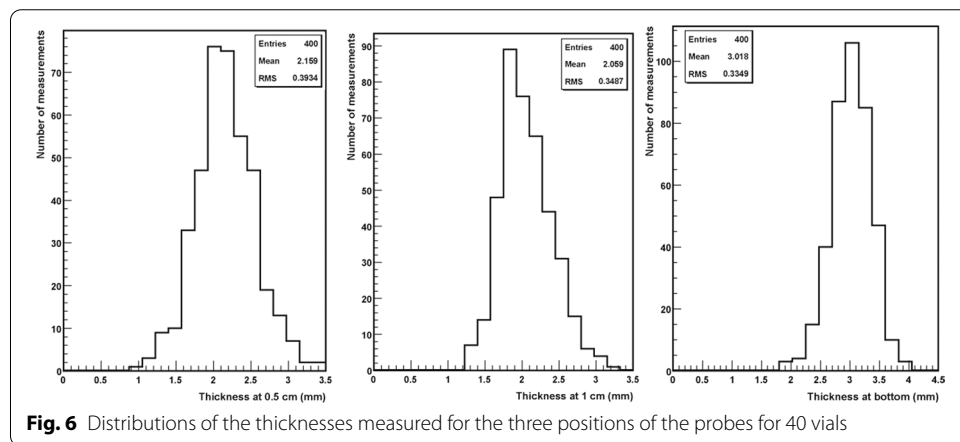 Number of measurements
Entries 400
Mean 2.159
RMS 0.3934
70
60
50
40
30
20
10
0
0 0.5 1 1.5 2 2.5 3 3.5
Thickness at 0.5 cm (mm)
Number of measurements
Entries 400
Mean 2.059
RMS 0.3487
90
80
70
60
50
40
30
20
10
0
0 0.5 1 1.5 2 2.5 3 3.5
Thickness at 1 cm (mm)
Number of measurements
Entries 400
Mean 3.018
RMS 0.3349
100
80
60
40
20
0
0 0.5 1 1.5 2 2.5 3 3.5 4 4.5
Thickness at bottom (mm)
Fig. 6 Distributions of the thicknesses measured for the three positions of the probes for 40 vials